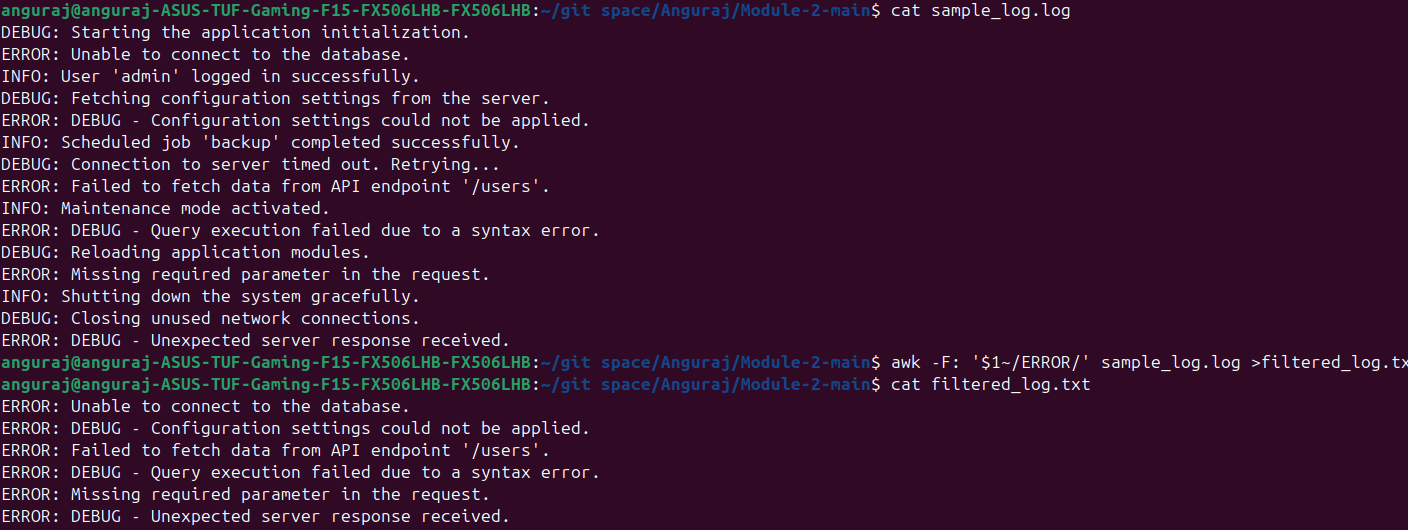 anguraj@anguraj-ASUS-TUF-Gaming-F15-FX506LHB-FX506LHB:~/git space/Anguraj/Module-2-main$ cat sample_log.log
DEBUG: Starting the application initialization.
ERROR: Unable to connect to the database.
INFO: User 'admin' logged in successfully.
DEBUG: Fetching configuration settings from the server.
ERROR: DEBUG - Configuration settings could not be applied.
INFO: Scheduled job 'backup' completed successfully.
DEBUG: Connection to server timed out. Retrying...
ERROR: Failed to fetch data from API endpoint '/users'.
INFO: Maintenance mode activated.
ERROR: DEBUG - Query execution failed due to a syntax error.
DEBUG: Reloading application modules.
ERROR: Missing required parameter in the request.
INFO: Shutting down the system gracefully.
DEBUG: Closing unused network connections.
ERROR: DEBUG - Unexpected server response received.
anguraj@anguraj-ASUS-TUF-Gaming-F15-FX506LHB-FX506LHB:~/git space/Anguraj/Module-2-main$ awk -F: '$1~/ERROR/' sample_log.log >filtered_log.tx
anguraj@anguraj-ASUS-TUF-Gaming-F15-FX506LHB-FX506LHB:~/git space/Anguraj/Module-2-main$ cat filtered_log.txt
ERROR: Unable to connect to the database.
ERROR: DEBUG - Configuration settings could not be applied.
ERROR: Failed to fetch data from API endpoint '/users'.
ERROR: DEBUG - Query execution failed due to a syntax error.
ERROR: Missing required parameter in the request.
ERROR: DEBUG - Unexpected server response received.